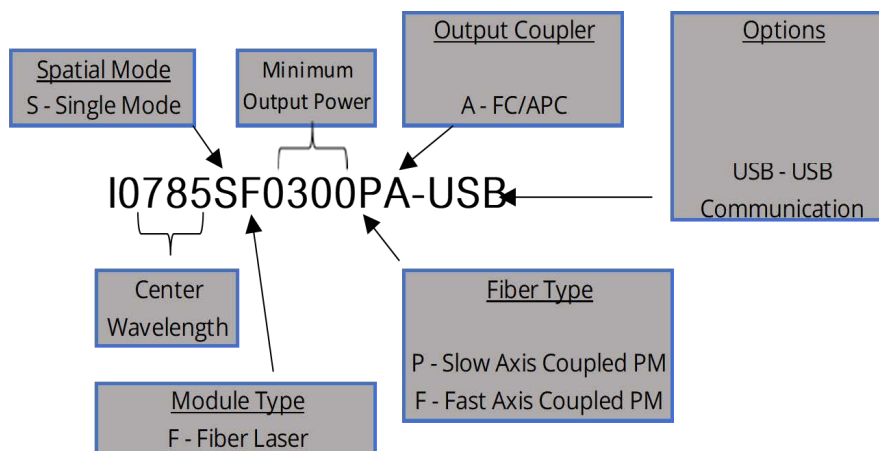 Spatial Mode
S - Single Mode
Minimum
Output Power
Output Coupler
A - FC/APC
Options
USB - USB
Communication
I0785SF0300PA-USB
Center
Wavelength
Module Type
F - Fiber Laser
Fiber Type
P - Slow Axis Coupled PM
F - Fast Axis Coupled PM